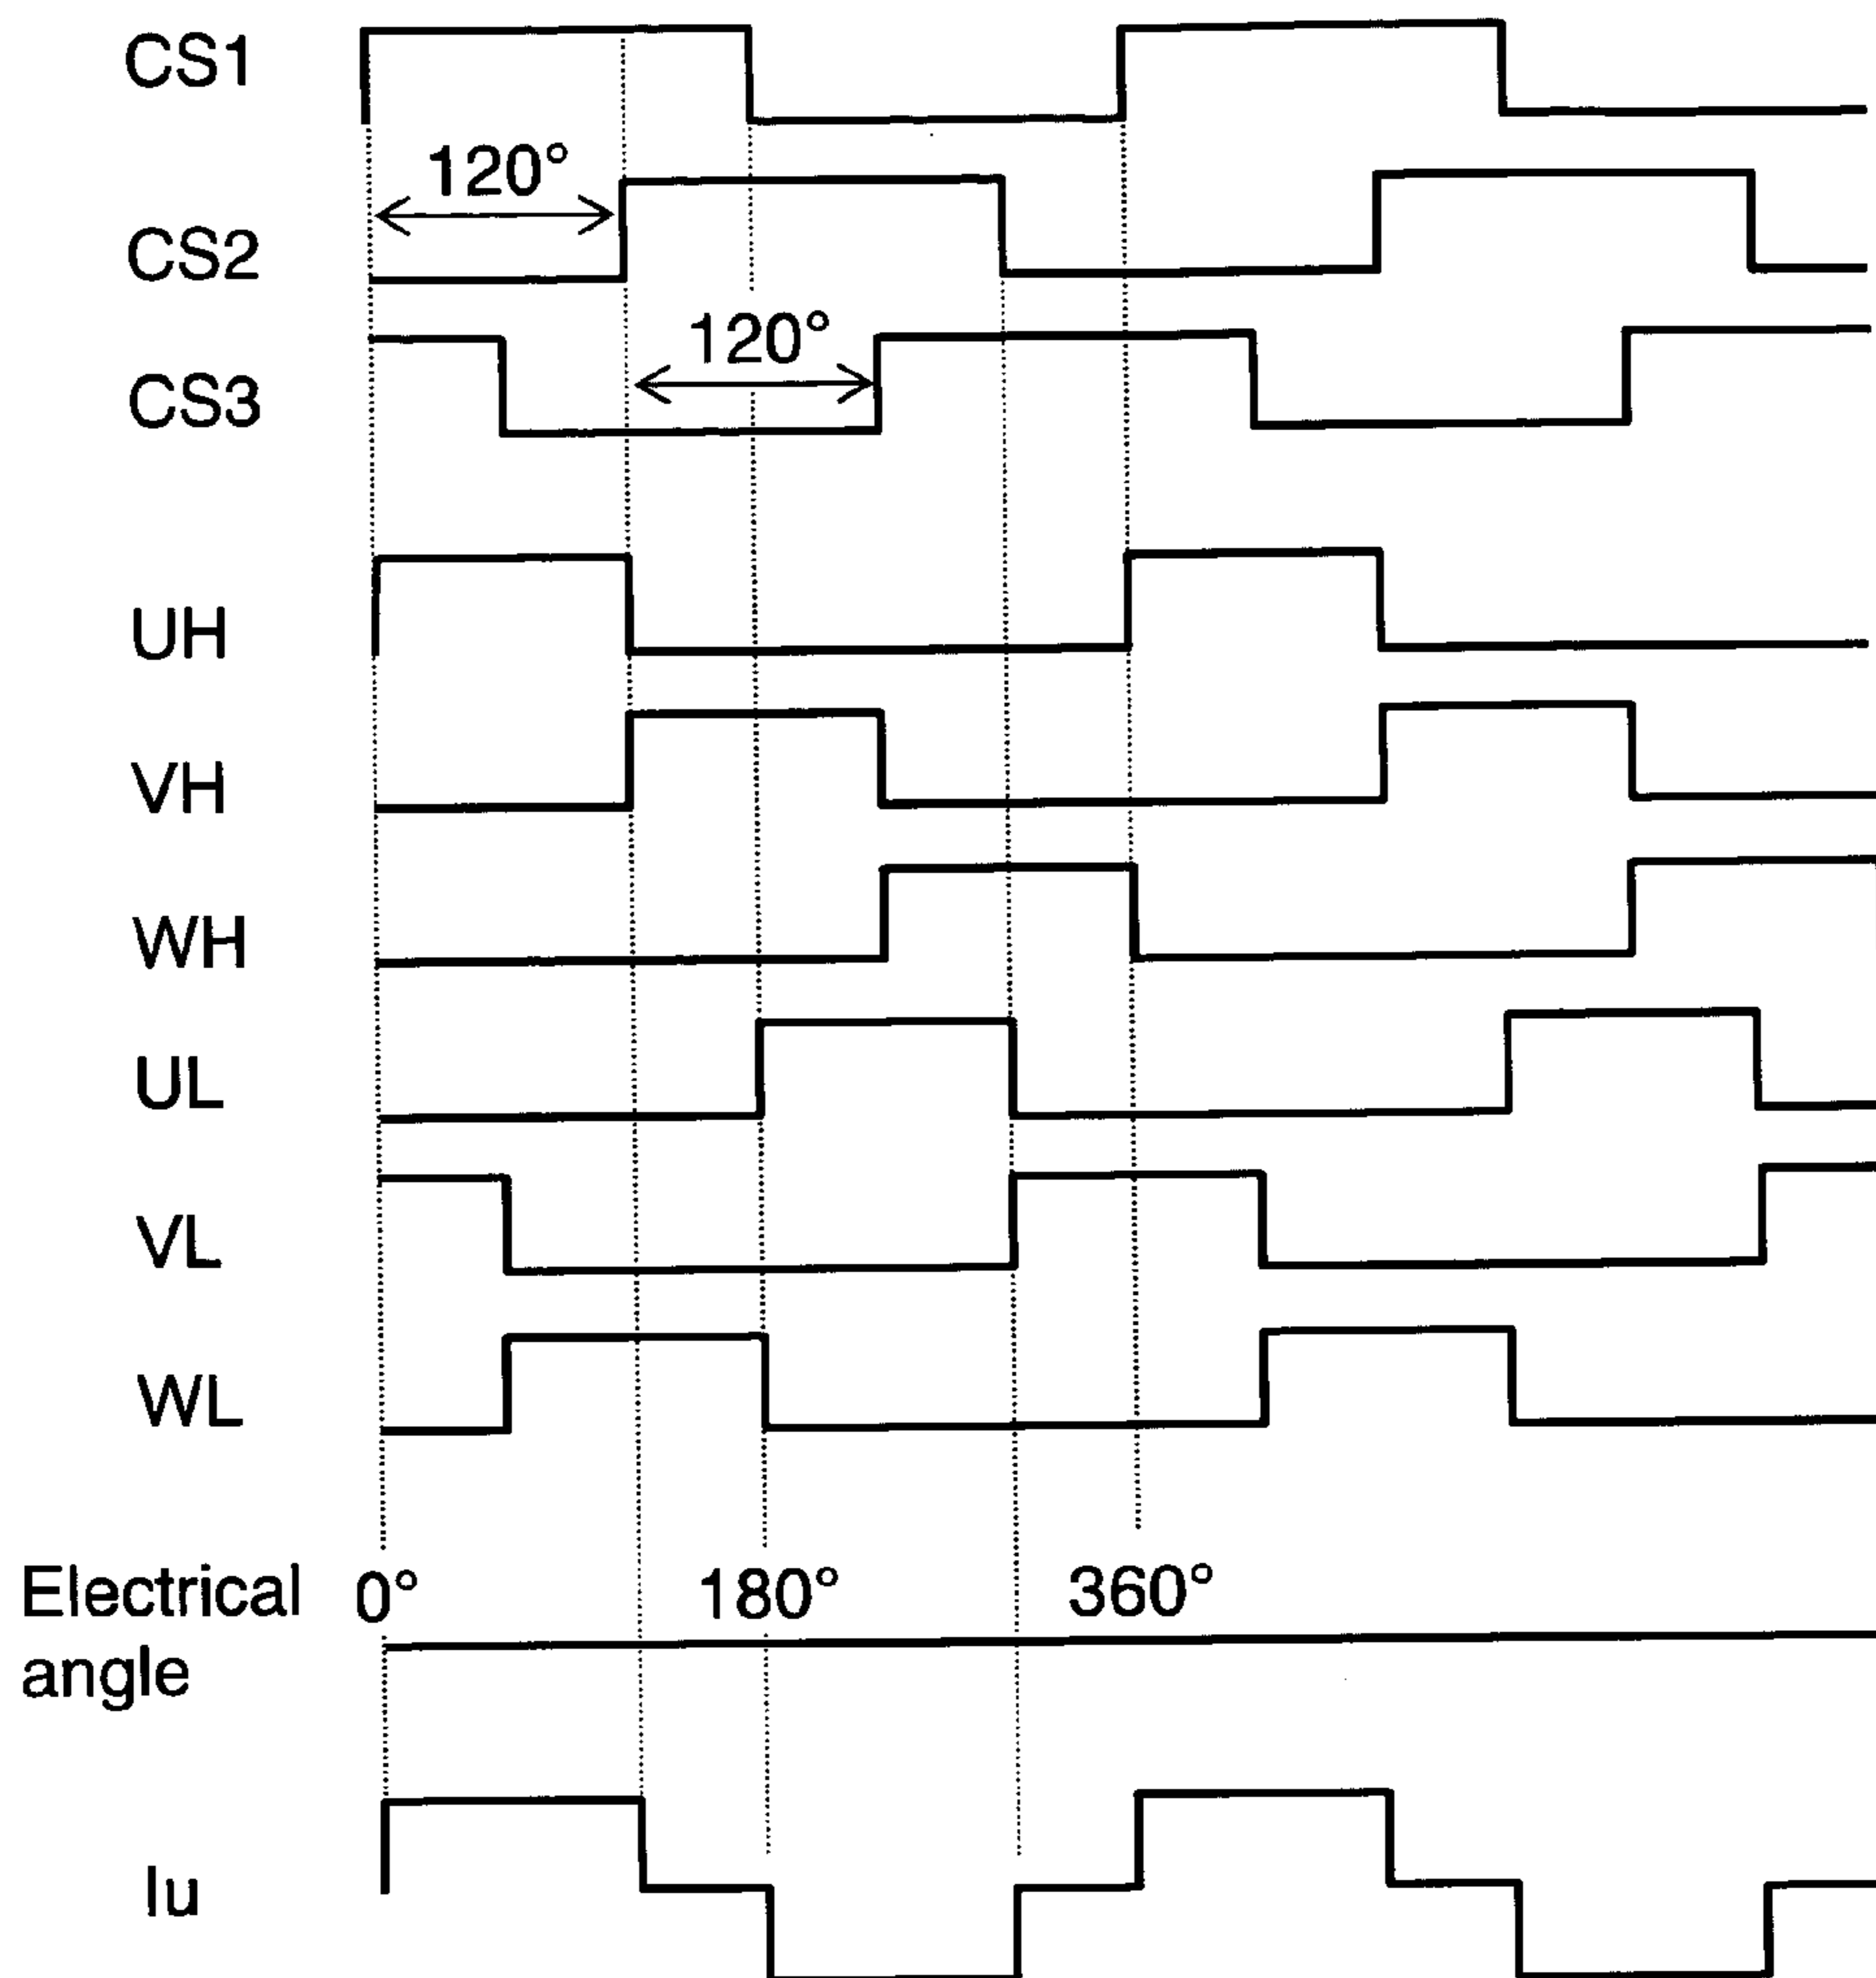 CS1
120°
CS2
120°
CS3
UH
VH
WH
UL
VL
WL
Electrical angle
0° 180° 360°
Iu